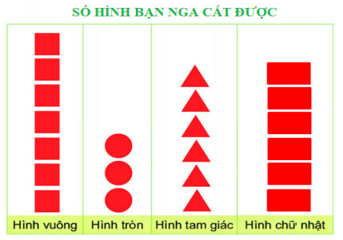 SỐ HÌNH BẠN NGA CẮT ĐƯỢC
Hình vuông Hình tròn Hình tam giác Hình chữ nhật